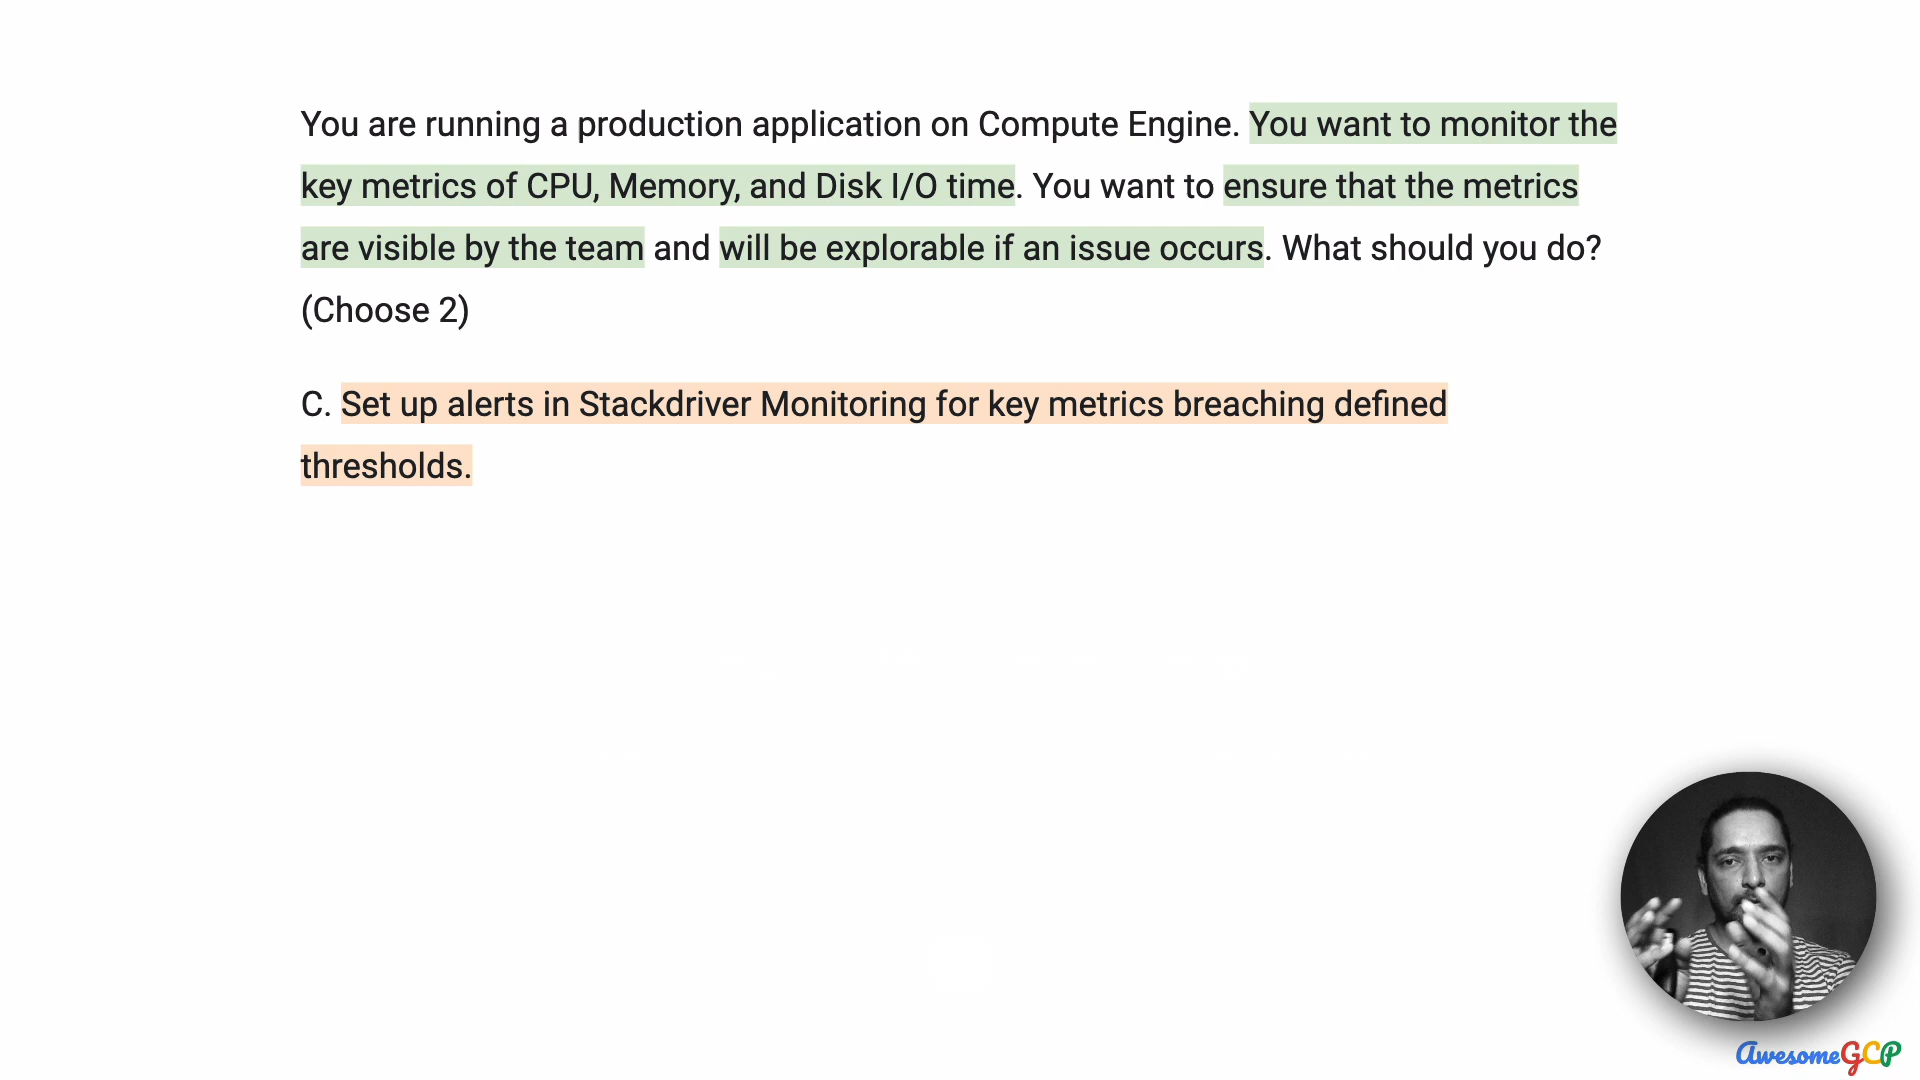 You are running a production application on Compute Engine. You want to monitor the
key metrics of CPU, Memory, and Disk I/O time. You want to ensure that the metrics
are visible by the team and will be explorable if an issue occurs. What should you do?
(Choose 2)
C. Set up alerts in Stackdriver Monitoring for key metrics breaching defined
thresholds.
AwesomeGCP